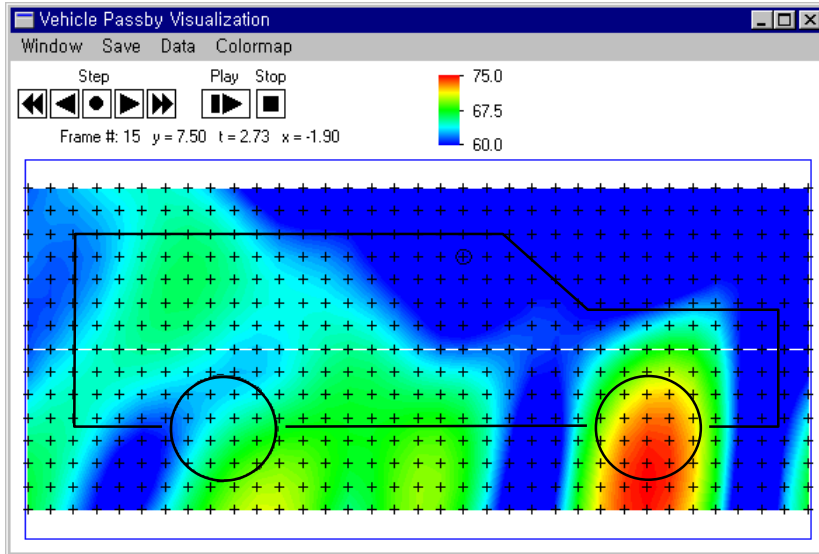 Vehicle Passby Visualization
Window Save Data Colormap
Step Play Stop
Frame #: 15 y = 7.50 t = 2.73 x = -1.90
75.0
67.5
60.0